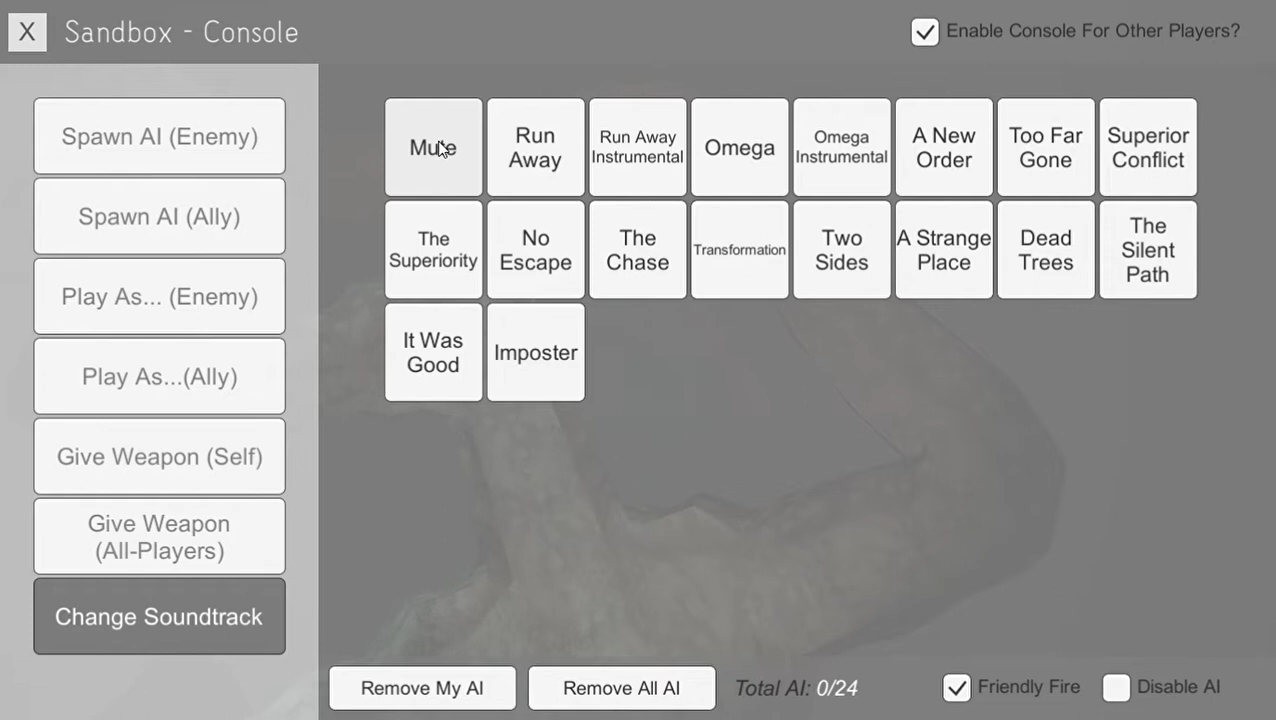 X
Sandbox - Console
Enable Console For Other Players?
Spawn AI (Enemy)
Spawn AI (Ally)
Play As... (Enemy)
Play As...(Ally)
Give Weapon (Self)
Give Weapon
(All-Players)
Change Soundtrack
Mute
Run
Away
Run Away
Instrumental
Omega
Omega
Instrumental
A New
Order
Too Far
Gone
Superior
Conflict
The
Superiority
No
Escape
The
Chase
Transformation
Two
Sides
A Strange
Place
Dead
Trees
The
Silent
Path
It Was
Good
Imposter
Remove My AI
Remove All AI
Total AI: 0/24
Friendly Fire
Disable AI